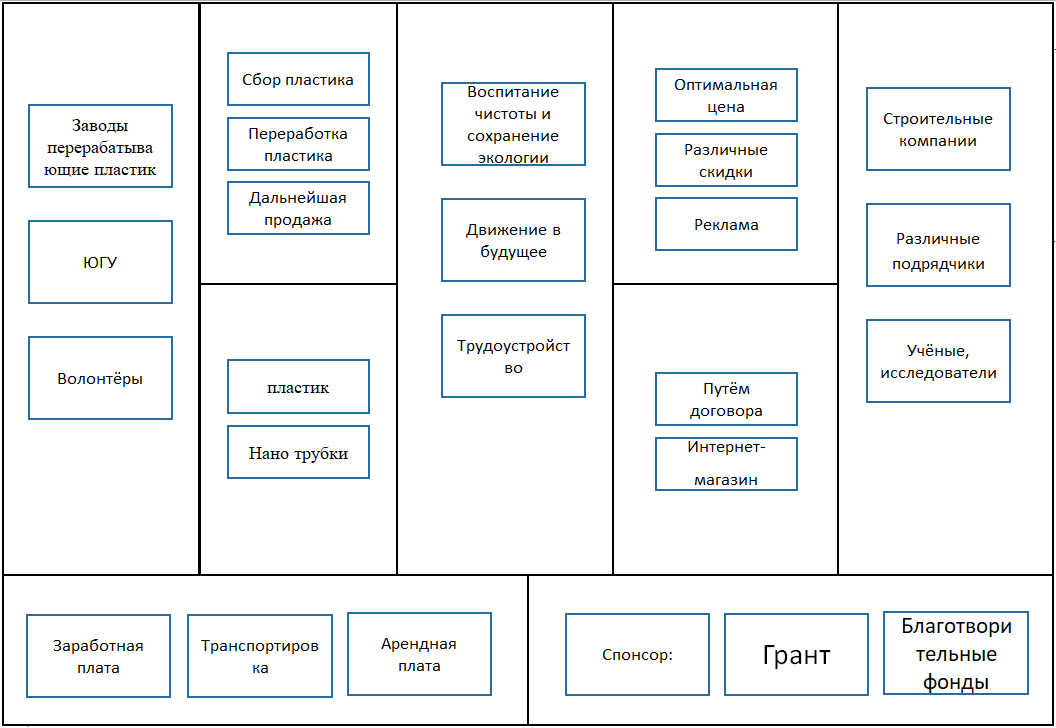 Заводы
перерабатыва
ющие пластик
ЮГУ
Волонтёры
Сбор пластика
Переработка
пластика
Дальнейшая
продажа
пластик
Нано трубки
Воспитание
чистоты и
сохранение
экологии
Движение в
будущее
Трудоустройст
во
Оптимальная
цена
Различные
скидки
Реклама
Путём
договора
Интернет-
магазин
Строительные
компании
Различные
подрядчики
Учёные,
исследователи
Заработная
плата
Транспортиров
ка
Арендная
плата
Спонсор:
Грант
Благотвори
тельные
фонды